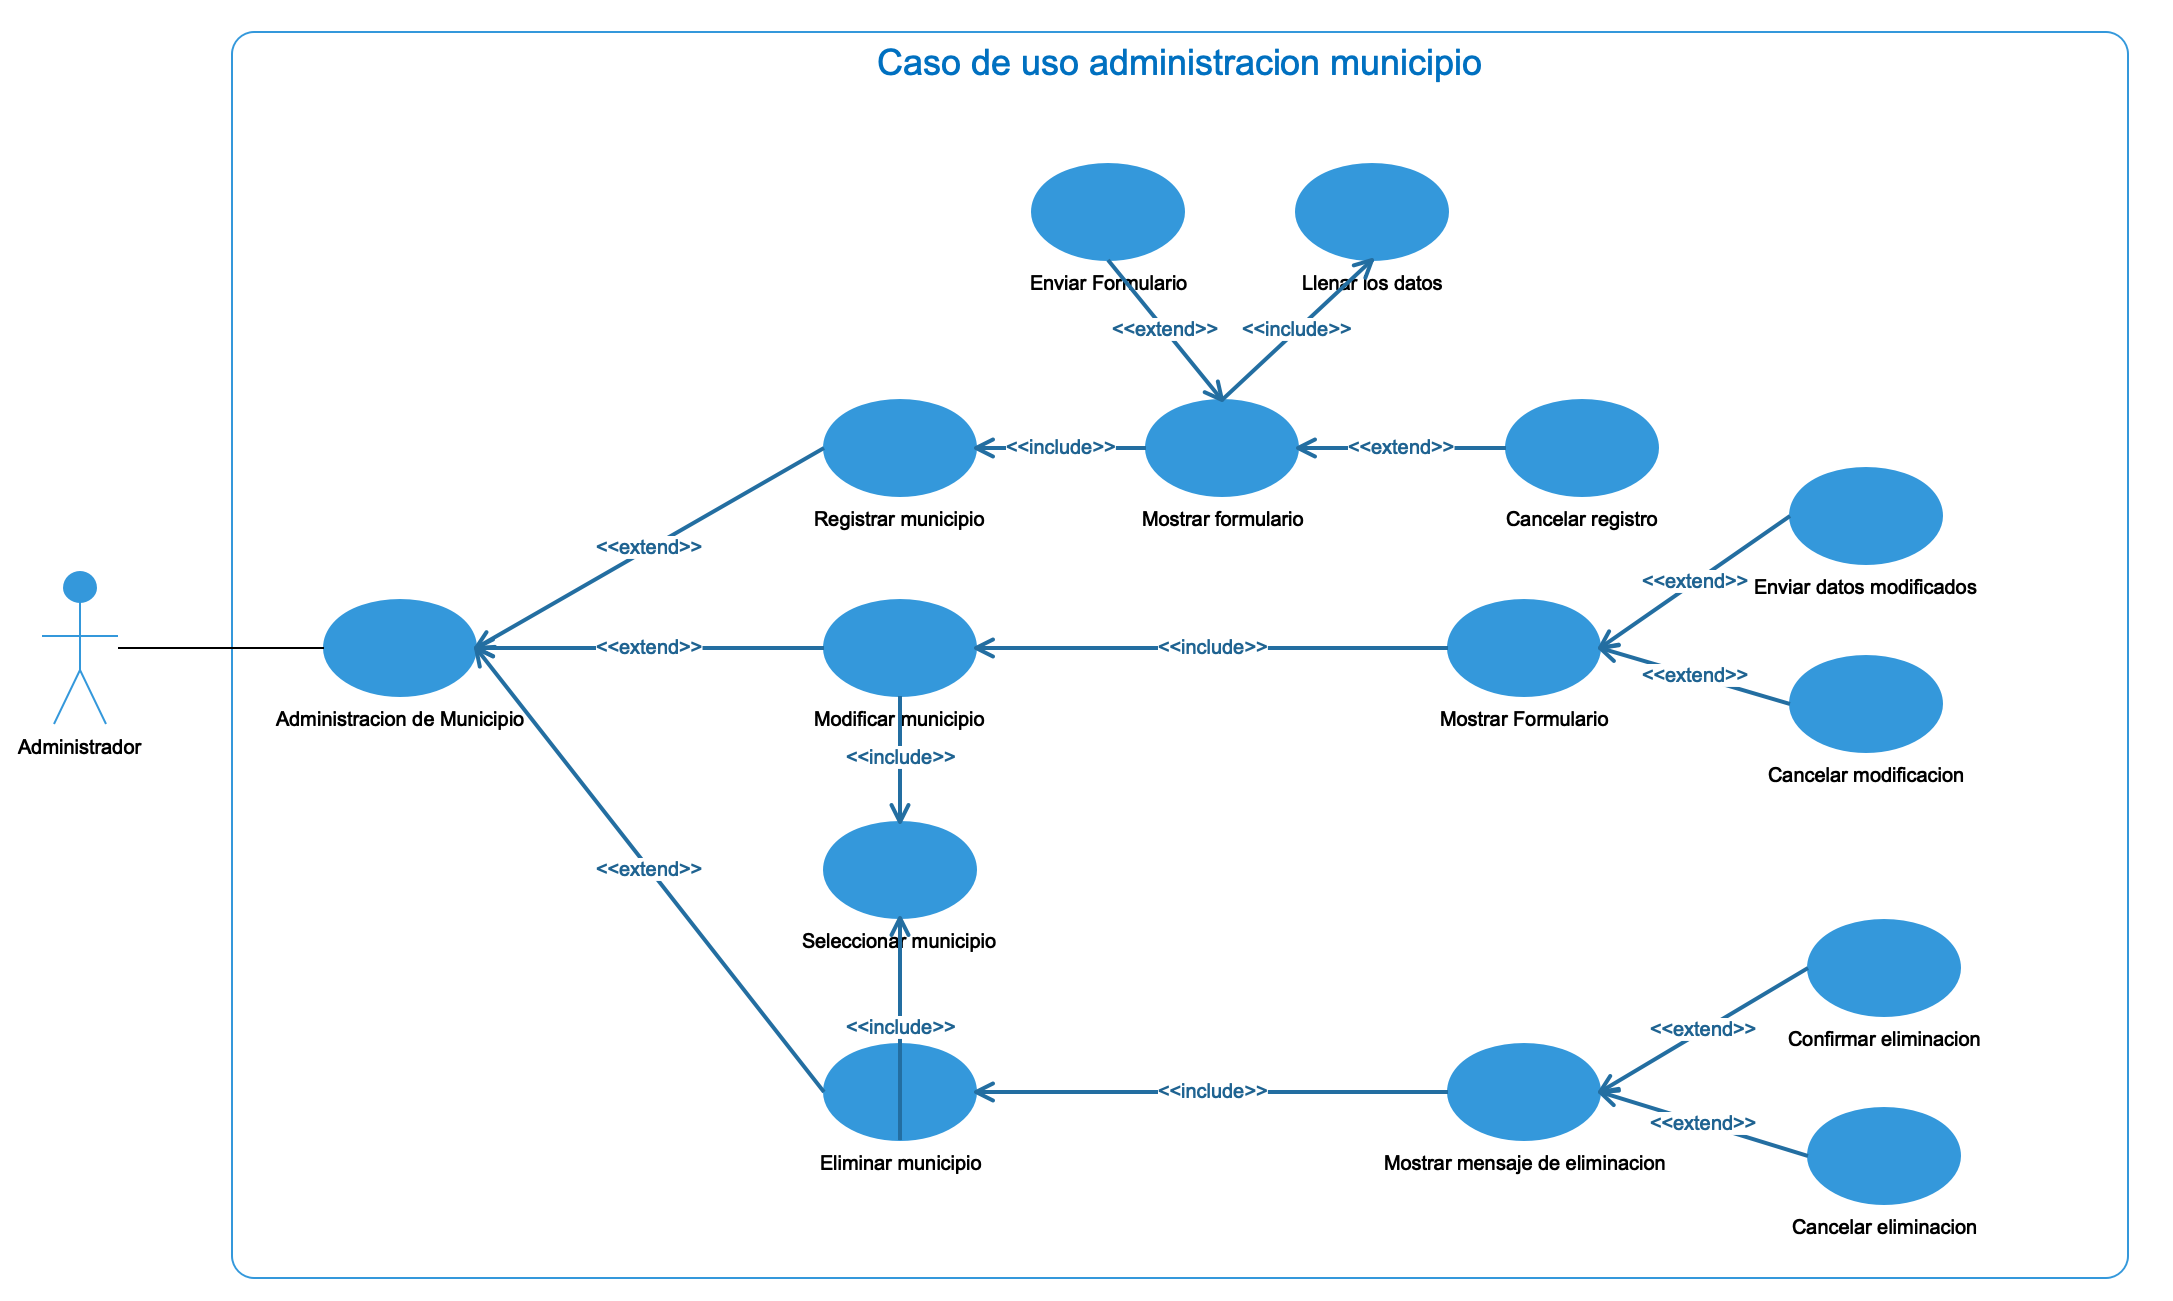 Caso de uso administracion municipio
Enviar Formulario
Llenar los datos
<<extend>>
<<include>>
<<include>>
<<extend>>
Registrar municipio
Mostrar formulario
Cancelar registro
<<extend>>
<<extend>>
Enviar datos modificados
<<extend>>
<<include>>
<<extend>>
Administracion de Municipio
Modificar municipio
Mostrar Formulario
Administrador
<<include>>
Cancelar modificacion
<<extend>>
Seleccionar municipio
<<include>>
<<extend>>
Confirmar eliminacion
<<include>>
<<extend>>
Eliminar municipio
Mostrar mensaje de eliminacion
Cancelar eliminacion